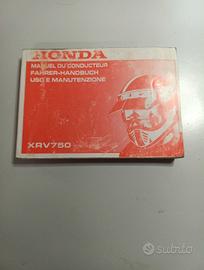 HONDA
MANUEL DU CONDUCTEUR
FAHRER-HANDBUCH
USO E MANUTENZIONE
XRV750
subito